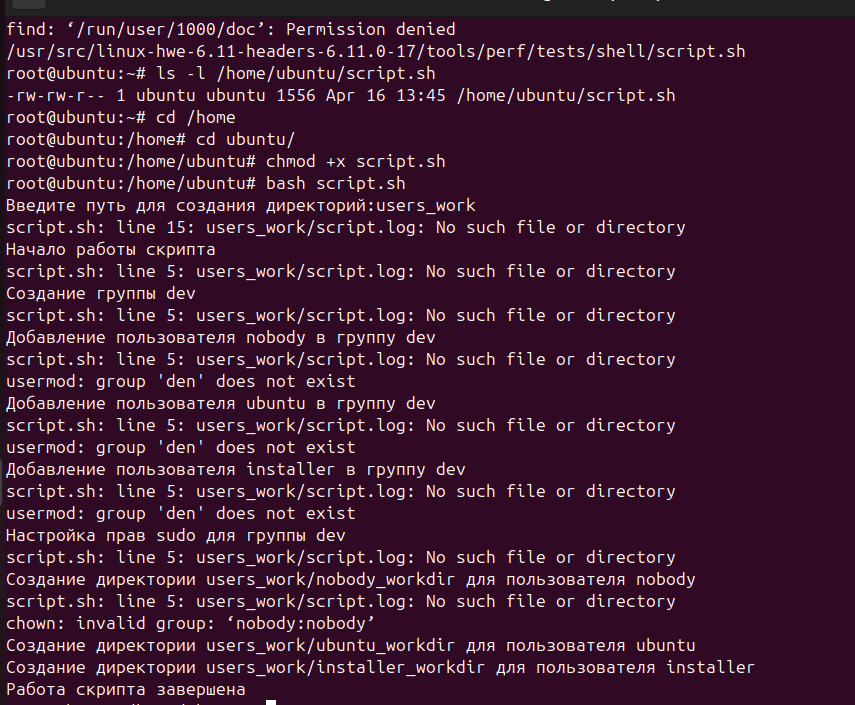 find: ‘/run/user/1000/doc’: Permission denied
/usr/src/linux-hwe-6.11-headers-6.11.0-17/tools/perf/tests/shell/script.sh
root@ubuntu:~# ls -l /home/ubuntu/script.sh
-rw-rw-r-- 1 ubuntu ubuntu 1556 Apr 16 13:45 /home/ubuntu/script.sh
root@ubuntu:~# cd /home
root@ubuntu:/home# cd ubuntu/
root@ubuntu:/home/ubuntu# chmod +x script.sh
root@ubuntu:/home/ubuntu# bash script.sh
Введите путь для создания директорий:users_work
script.sh: line 15: users_work/script.log: No such file or directory
Начало работы скрипта
script.sh: line 5: users_work/script.log: No such file or directory
Создание группы dev
script.sh: line 5: users_work/script.log: No such file or directory
Добавление пользователя nobody в группу dev
script.sh: line 5: users_work/script.log: No such file or directory
usermod: group 'den' does not exist
Добавление пользователя ubuntu в группу dev
script.sh: line 5: users_work/script.log: No such file or directory
usermod: group 'den' does not exist
Добавление пользователя installer в группу dev
script.sh: line 5: users_work/script.log: No such file or directory
usermod: group 'den' does not exist
Настройка прав sudo для группы dev
script.sh: line 5: users_work/script.log: No such file or directory
Создание директории users_work/nobody_workdir для пользователя nobody
script.sh: line 5: users_work/script.log: No such file or directory
chown: invalid group: ‘nobody:nobody’
Создание директории users_work/ubuntu_workdir для пользователя ubuntu
Создание директории users_work/installer_workdir для пользователя installer
Работа скрипта завершена